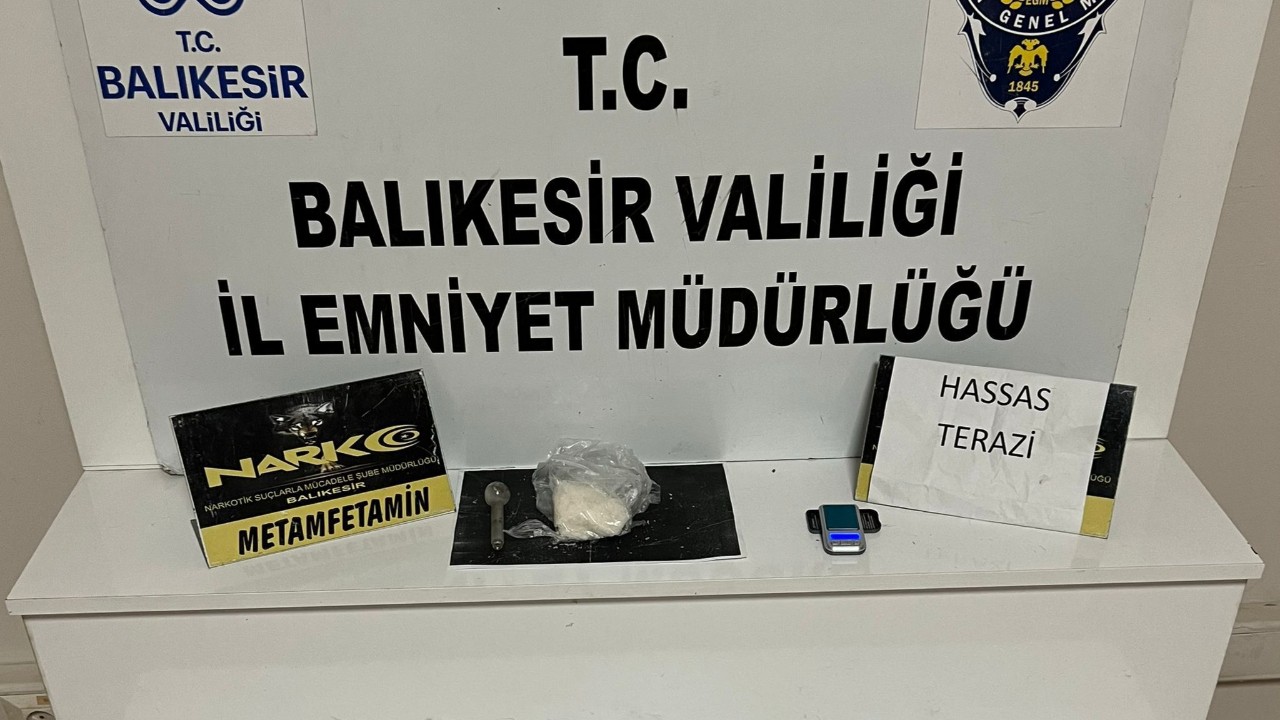 T.C.
BALIKESİR
VALİLİĞİ
EGM
GENEL M
1845
T.C.
BALIKESİR VALİLİĞİ
İL EMNİYET MÜDÜRLÜĞÜ
NARKO
NARKOTİK SUÇLARLA MÜCADELE ŞUBE MÜDÜRLÜĞÜ
BALIKESİR
METAMFETAMİN
HASSAS
TERAZİ